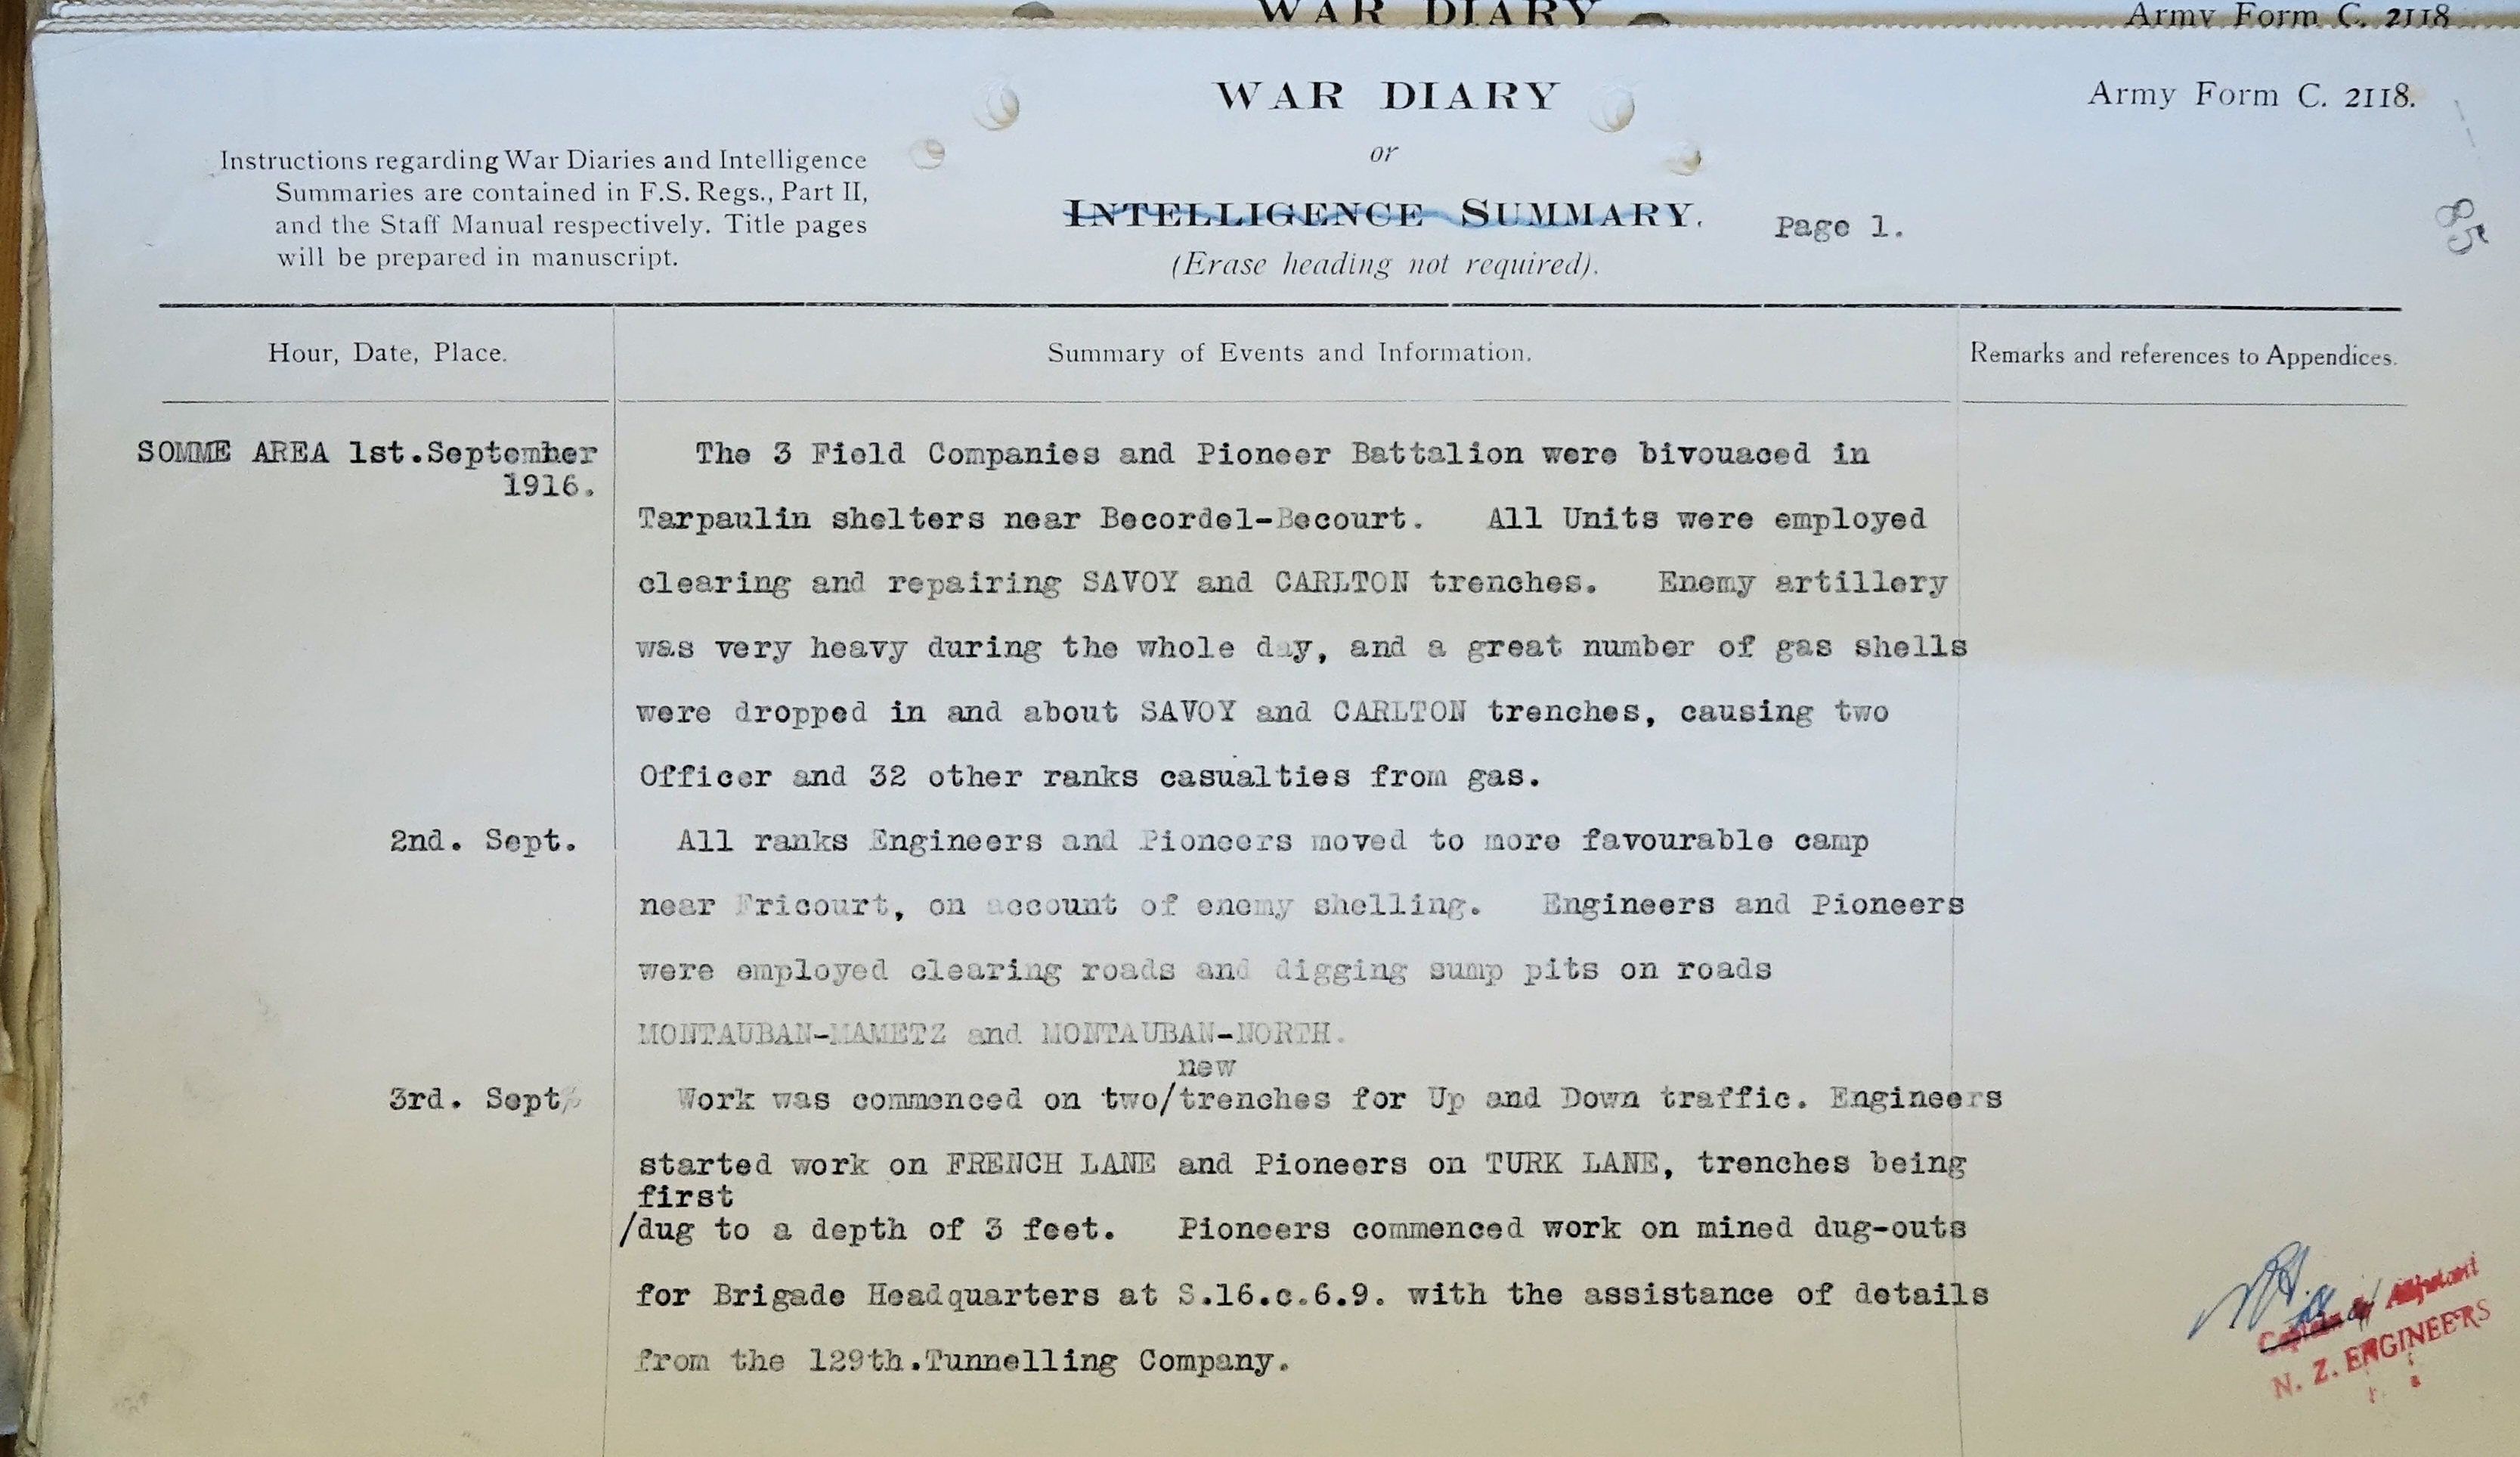 WAR DIARY
Army Form C. 2118
WAR DIARY
Army Form C. 2118.
or
Instructions regarding War Diaries and Intelligence
Summaries are contained in F.S. Regs., Part II,
and the Staff Manual respectively. Title pages
will be prepared in manuscript.
INTELLIGENCE SUMMARY.
Page 1.
85
(Erase heading not required).
Hour, Date, Place.
Summary of Events and Information.
Remarks and references to Appendices.
SOMME AREA 1st.September
1916.
The 3 Field Companies and Pioneer Battalion were bivouaced in
Tarpaulin shelters near Becordel-Becourt. All Units were employed
clearing and repairing SAVOY and CARLTON trenches. Enemy artillery
was very heavy during the whole day, and a great number of gas shells
were dropped in and about SAVOY and CARLTON trenches, causing two
Officer and 32 other ranks casualties from gas.
2nd. Sept.
All ranks Engineers and Pioneers moved to more favourable camp
near Fricourt, on account of enemy shelling. Engineers and Pioneers
were employed clearing roads and digging sump pits on roads
MONTAUBAN-MAMETZ and MONTAUBAN-NORTH.
3rd. Sept
new
Work was commenced on two/trenches for Up and Down traffic. Engineers
started work on FRENCH LANE and Pioneers on TURK LANE, trenches being
first
/dug to a depth of 3 feet. Pioneers commenced work on mined dug-outs
for Brigade Headquarters at S.16.c.6.9. with the assistance of details
from the 129th.Tunnelling Company.
Captain Adjutant
N. Z. ENGINEERS